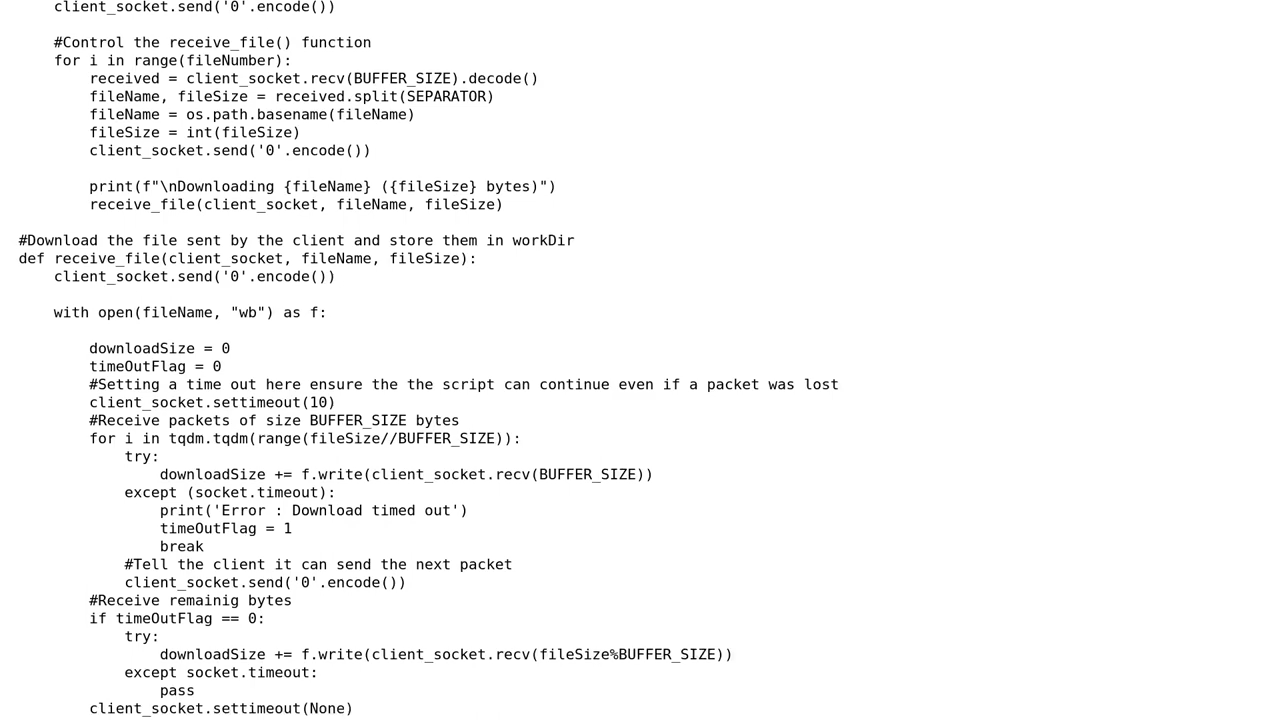 client_socket.send('0'.encode())
#Control the receive_file() function
for i in range(fileNumber):
received = client_socket.recv(BUFFER_SIZE).decode()
fileName, fileSize = received.split(SEPARATOR)
fileName = os.path.basename(fileName)
fileSize = int(fileSize)
client_socket.send('0'.encode())
print(f"\nDownloading {fileName} ({fileSize} bytes)")
receive_file(client_socket, fileName, fileSize)
#Download the file sent by the client and store them in workDir
def receive_file(client_socket, fileName, fileSize):
client_socket.send('0'.encode())
with open(fileName, "wb") as f:
downloadSize = 0
timeOutFlag = 0
#Setting a time out here ensure the the script can continue even if a packet was lost
client_socket.settimeout(10)
#Receive packets of size BUFFER_SIZE bytes
for i in tqdm.tqdm(range(fileSize//BUFFER_SIZE)):
try:
downloadSize += f.write(client_socket.recv(BUFFER_SIZE))
except (socket.timeout):
print('Error : Download timed out')
timeOutFlag = 1
break
#Tell the client it can send the next packet
client_socket.send('0'.encode())
#Receive remainig bytes
if timeOutFlag == 0:
try:
downloadSize += f.write(client_socket.recv(fileSize%BUFFER_SIZE))
except socket.timeout:
pass
client_socket.settimeout(None)